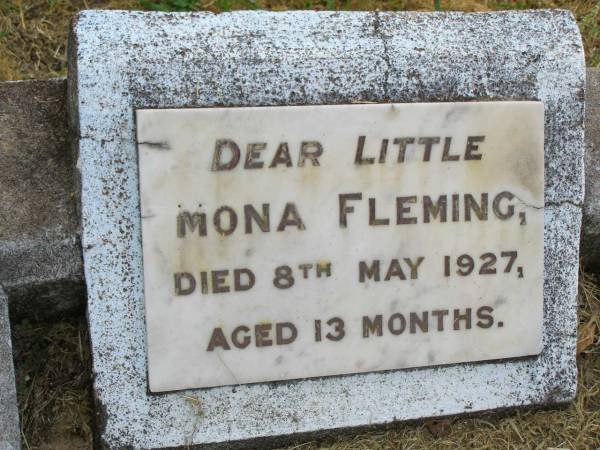 DEAR LITTLE
MONA FLEMING,
DIED 8TH MAY 1927,
AGED 13 MONTHS.